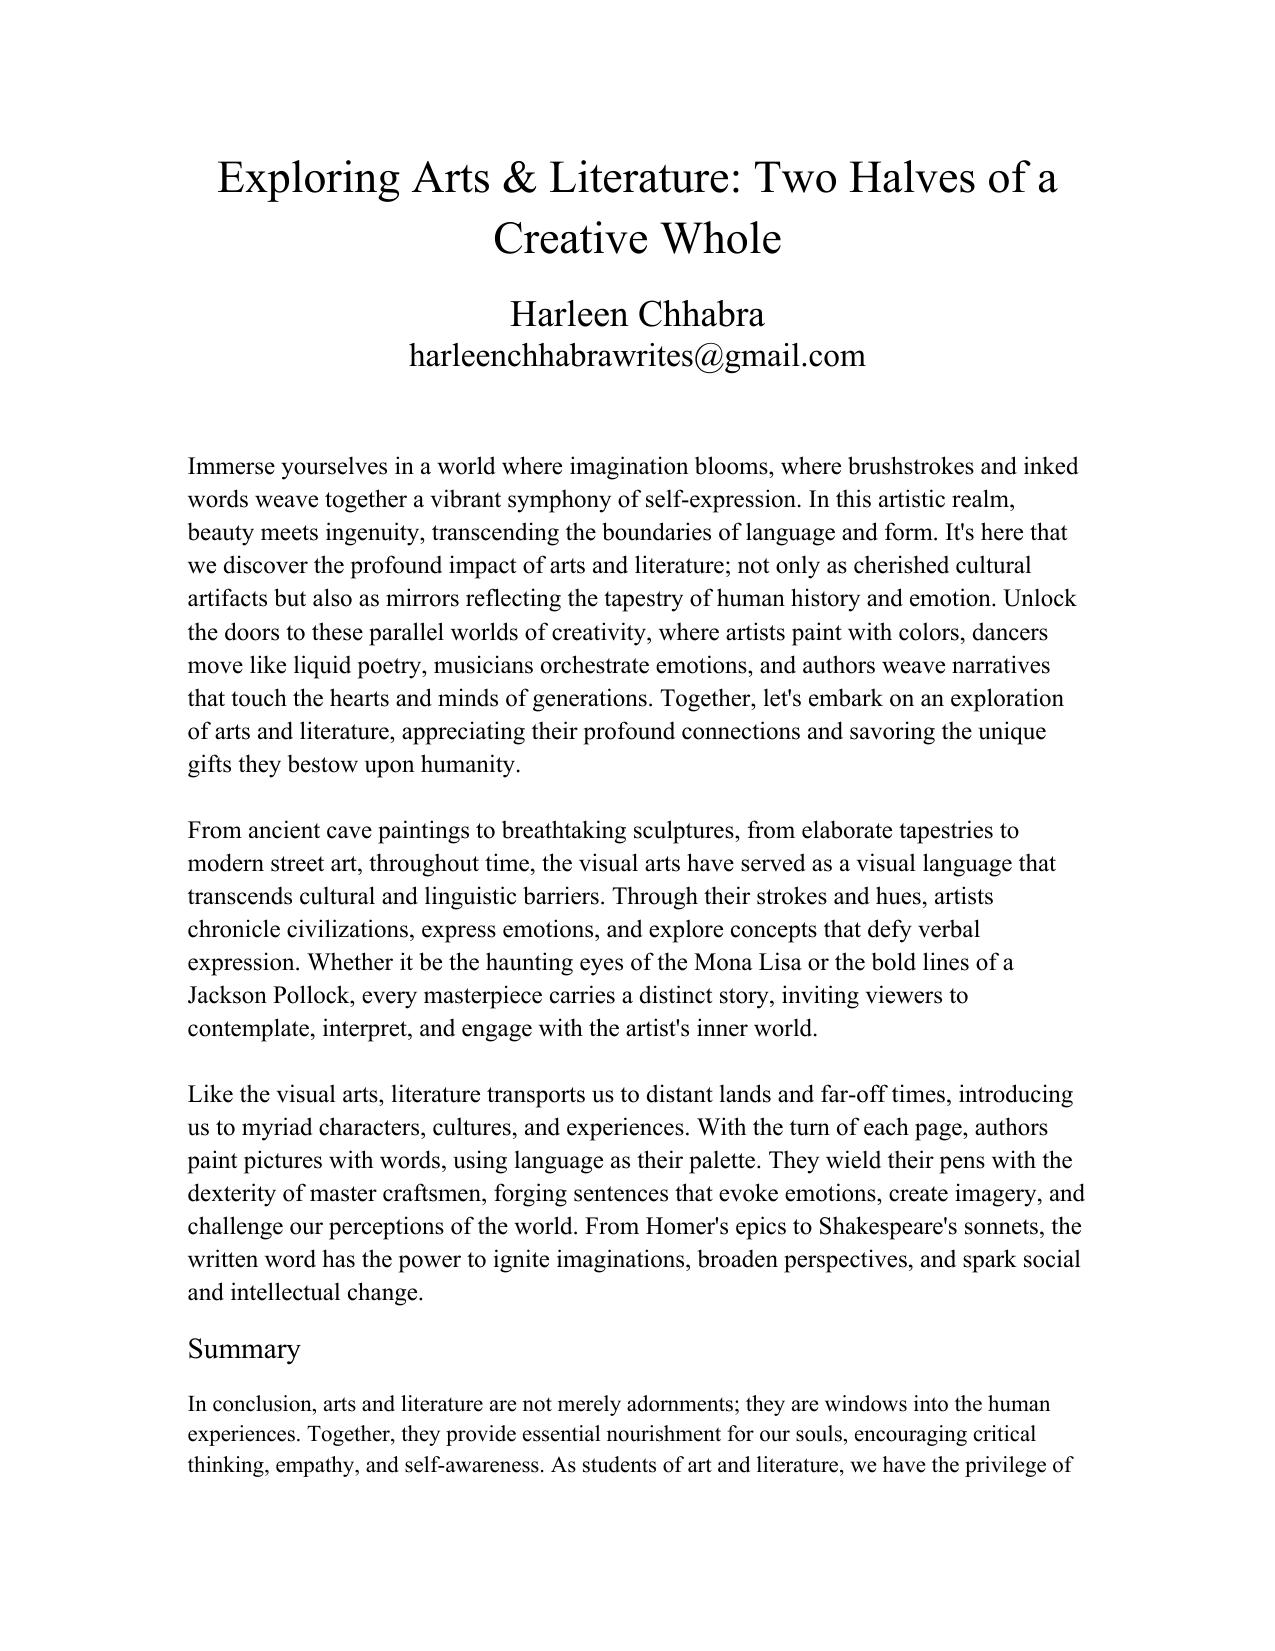 Exploring Arts & Literature: Two Halves of a
Creative Whole
Harleen Chhabra
harleenchhabrawrites@gmail.com
Immerse yourselves in a world where imagination blooms, where brushstrokes and inked
words weave together a vibrant symphony of self-expression. In this artistic realm,
beauty meets ingenuity, transcending the boundaries of language and form. It's here that
we discover the profound impact of arts and literature; not only as cherished cultural
artifacts but also as mirrors reflecting the tapestry of human history and emotion. Unlock
the doors to these parallel worlds of creativity, where artists paint with colors, dancers
move like liquid poetry, musicians orchestrate emotions, and authors weave narratives
that touch the hearts and minds of generations. Together, let's embark on an exploration
of arts and literature, appreciating their profound connections and savoring the unique
gifts they bestow upon humanity.
From ancient cave paintings to breathtaking sculptures, from elaborate tapestries to
modern street art, throughout time, the visual arts have served as a visual language that
transcends cultural and linguistic barriers. Through their strokes and hues, artists
chronicle civilizations, express emotions, and explore concepts that defy verbal
expression. Whether it be the haunting eyes of the Mona Lisa or the bold lines of a
Jackson Pollock, every masterpiece carries a distinct story, inviting viewers to
contemplate, interpret, and engage with the artist's inner world.
Like the visual arts, literature transports us to distant lands and far-off times, introducing
us to myriad characters, cultures, and experiences. With the turn of each page, authors
paint pictures with words, using language as their palette. They wield their pens with the
dexterity of master craftsmen, forging sentences that evoke emotions, create imagery, and
challenge our perceptions of the world. From Homer's epics to Shakespeare's sonnets, the
written word has the power to ignite imaginations, broaden perspectives, and spark social
and intellectual change.
Summary
In conclusion, arts and literature are not merely adornments; they are windows into the human
experiences. Together, they provide essential nourishment for our souls, encouraging critical
thinking, empathy, and self-awareness. As students of art and literature, we have the privilege of